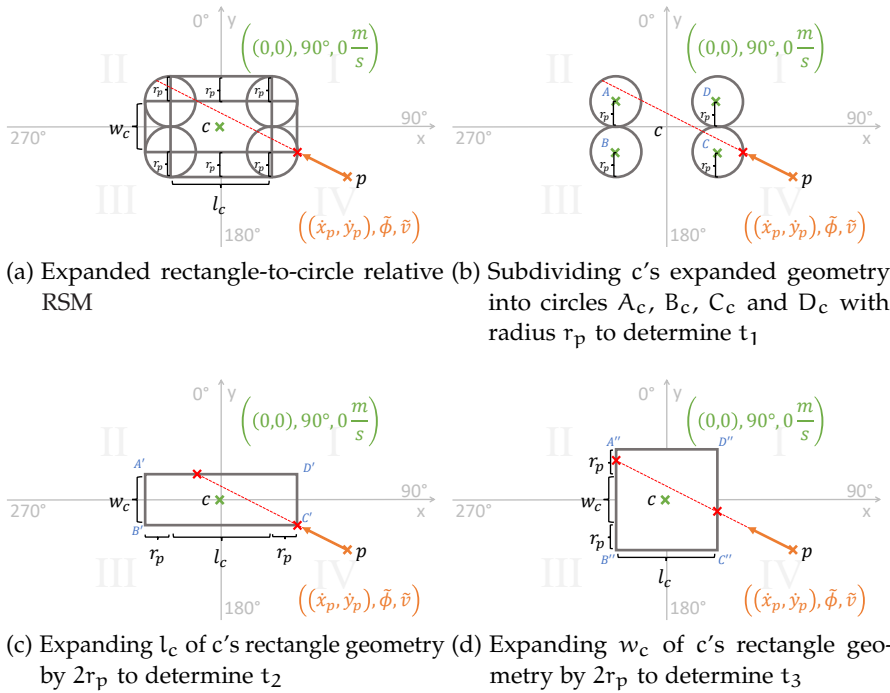 0° y
((0,0), 90°, 0 m/s)
II I
r_p r_p r_p
w_c c 90°
270° x
r_p r_p r_p p
III l_c IV
((ẋ_p, ẏ_p), ϕ̃, ṽ)
180°
(a) Expanded rectangle-to-circle relative
RSM
0° y
((0,0), 90°, 0 m/s)
II I
A D
r_p r_p
c 90°
270° x
B C
r_p r_p p
III IV
((ẋ_p, ẏ_p), ϕ̃, ṽ)
180°
(b) Subdividing c's expanded geometry
into circles A_c, B_c, C_c and D_c with
radius r_p to determine t_1
0° y
((0,0), 90°, 0 m/s)
II I
A′ D′
w_c c 90°
270° x
B′ C′
r_p l_c r_p p
III IV
((ẋ_p, ẏ_p), ϕ̃, ṽ)
180°
(c) Expanding l_c of c's rectangle geometry
by 2r_p to determine t_2
0° y
((0,0), 90°, 0 m/s)
II I
A″ D″
r_p
w_c c 90°
270° x
r_p p
B″ C″
III l_c IV
((ẋ_p, ẏ_p), ϕ̃, ṽ)
180°
(d) Expanding w_c of c's rectangle geo-
metry by 2r_p to determine t_3